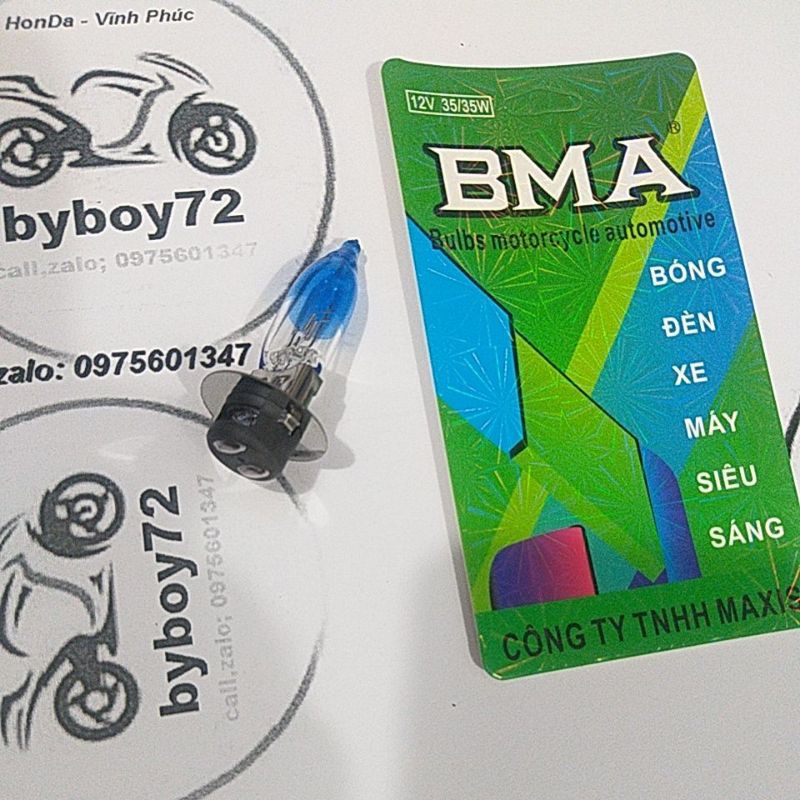 HonDa - Vĩnh Phúc
byboy72
call,zalo; 0975601347
zalo: 0975601347
byboy72
call,zalo; 0975601347
12V 35/35W
BMA®
Bulbs motorcycle automotive
BÓNG
ĐÈN
XE
MÁY
SIÊU
SÁNG
CÔNG TY TNHH MAXIS